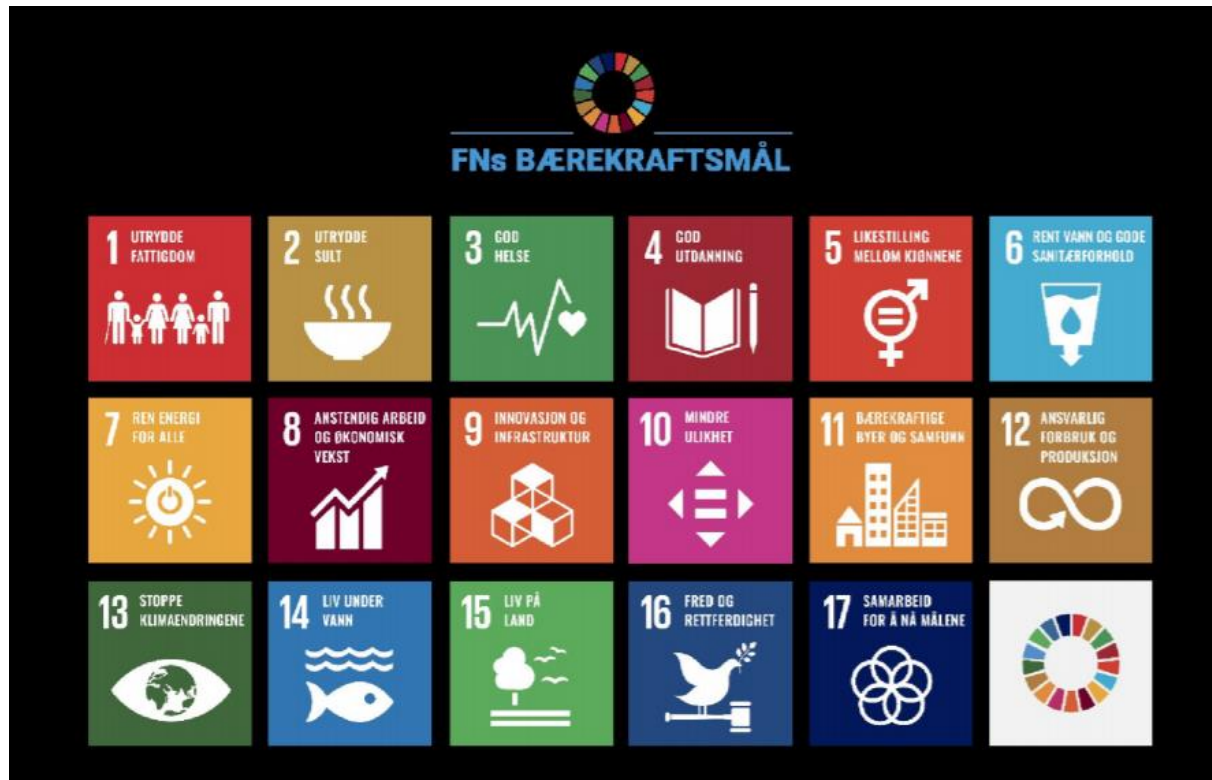 FNs BÆREKRAFTSMÅL
1 UTRYDDE
FATTIGDOM
2 UTRYDDE
SULT
3 GOD
HELSE
4 GOD
UTDANNING
5 LIKESTILLING
MELLOM KJØNNENE
6 RENT VANN OG GODE
SANITÆRFORHOLD
7 REN ENERGI
FOR ALLE
8 ANSTENDIG ARBEID
OG ØKONOMISK
VEKST
9 INNOVASJON OG
INFRASTRUKTUR
10 MINDRE
ULIKHET
11 BÆREKRAFTIGE
BYER OG SAMFUNN
12 ANSVARLIG
FORBRUK OG
PRODUKSJON
13 STOPPE
KLIMAENDRINGENE
14 LIV UNDER
VANN
15 LIV PÅ
LAND
16 FRED OG
RETTFERDIGHET
17 SAMARBEID
FOR Å NÅ MÅLENE